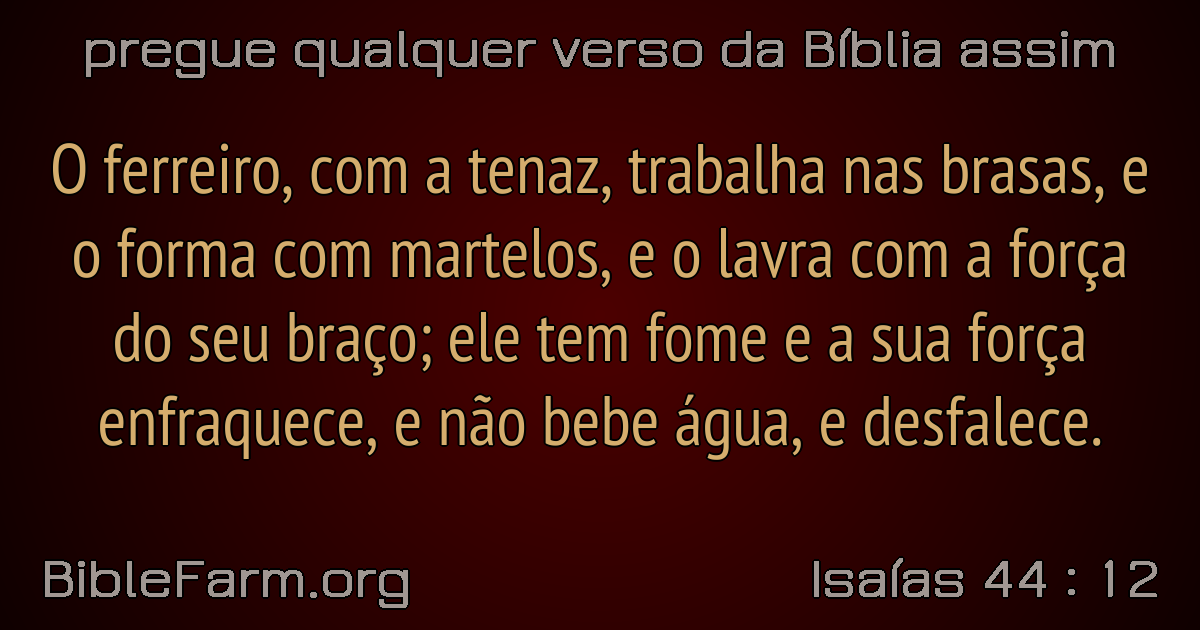 pregue qualquer verso da Bíblia assim
O ferreiro, com a tenaz, trabalha nas brasas, e
o forma com martelos, e o lavra com a força
do seu braço; ele tem fome e a sua força
enfraquece, e não bebe água, e desfalece.
BibleFarm.org
Isaías 44 : 12